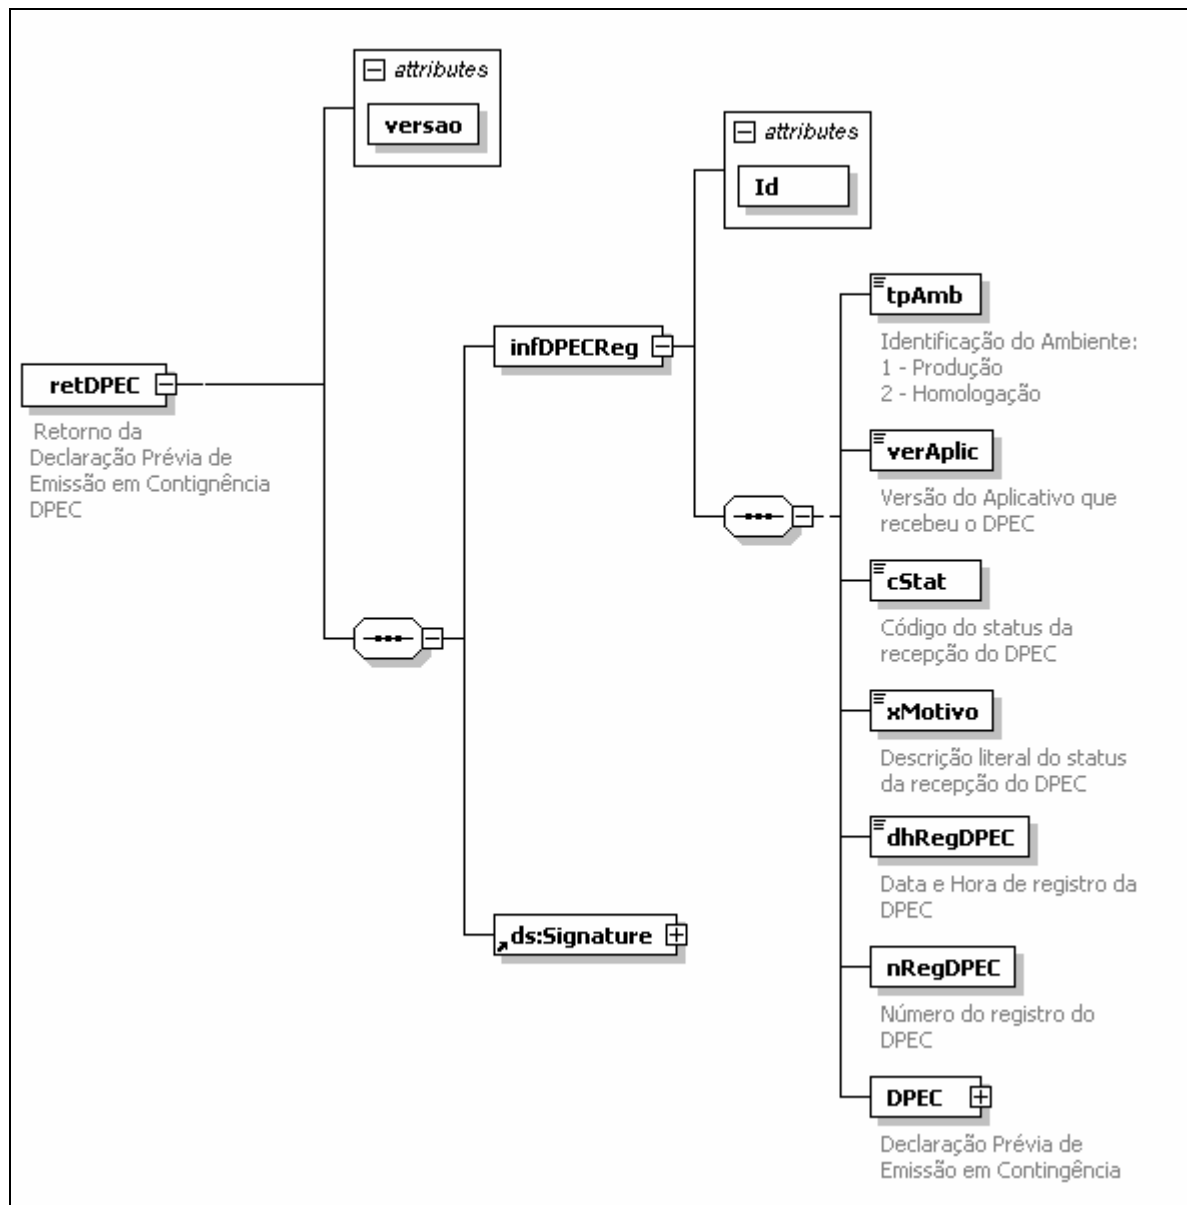 attributes
versao
attributes
Id
retDPEC
Retorno da
Declaração Prévia de
Emissão em Contignência
DPEC
infDPECReg
ds:Signature
tpAmb
Identificação do Ambiente:
1 - Produção
2 - Homologação
verAplic
Versão do Aplicativo que
recebeu o DPEC
cStat
Código do status da
recepção do DPEC
xMotivo
Descrição literal do status
da recepção do DPEC
dhRegDPEC
Data e Hora de registro da
DPEC
nRegDPEC
Número do registro do
DPEC
DPEC
Declaração Prévia de
Emissão em Contingência